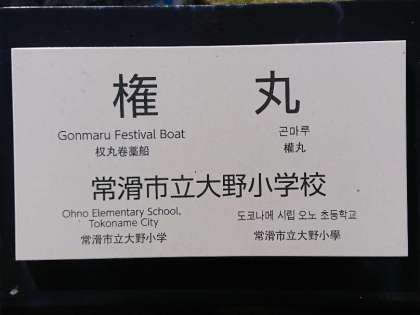 権 丸
Gonmaru Festival Boat 곤마루
权丸卷藁船 權丸
常滑市立大野小学校
Ohno Elementary School,
Tokoname City
도코나메 시립 오노 초등학교
常滑市立大野小学 常滑市立大野小學